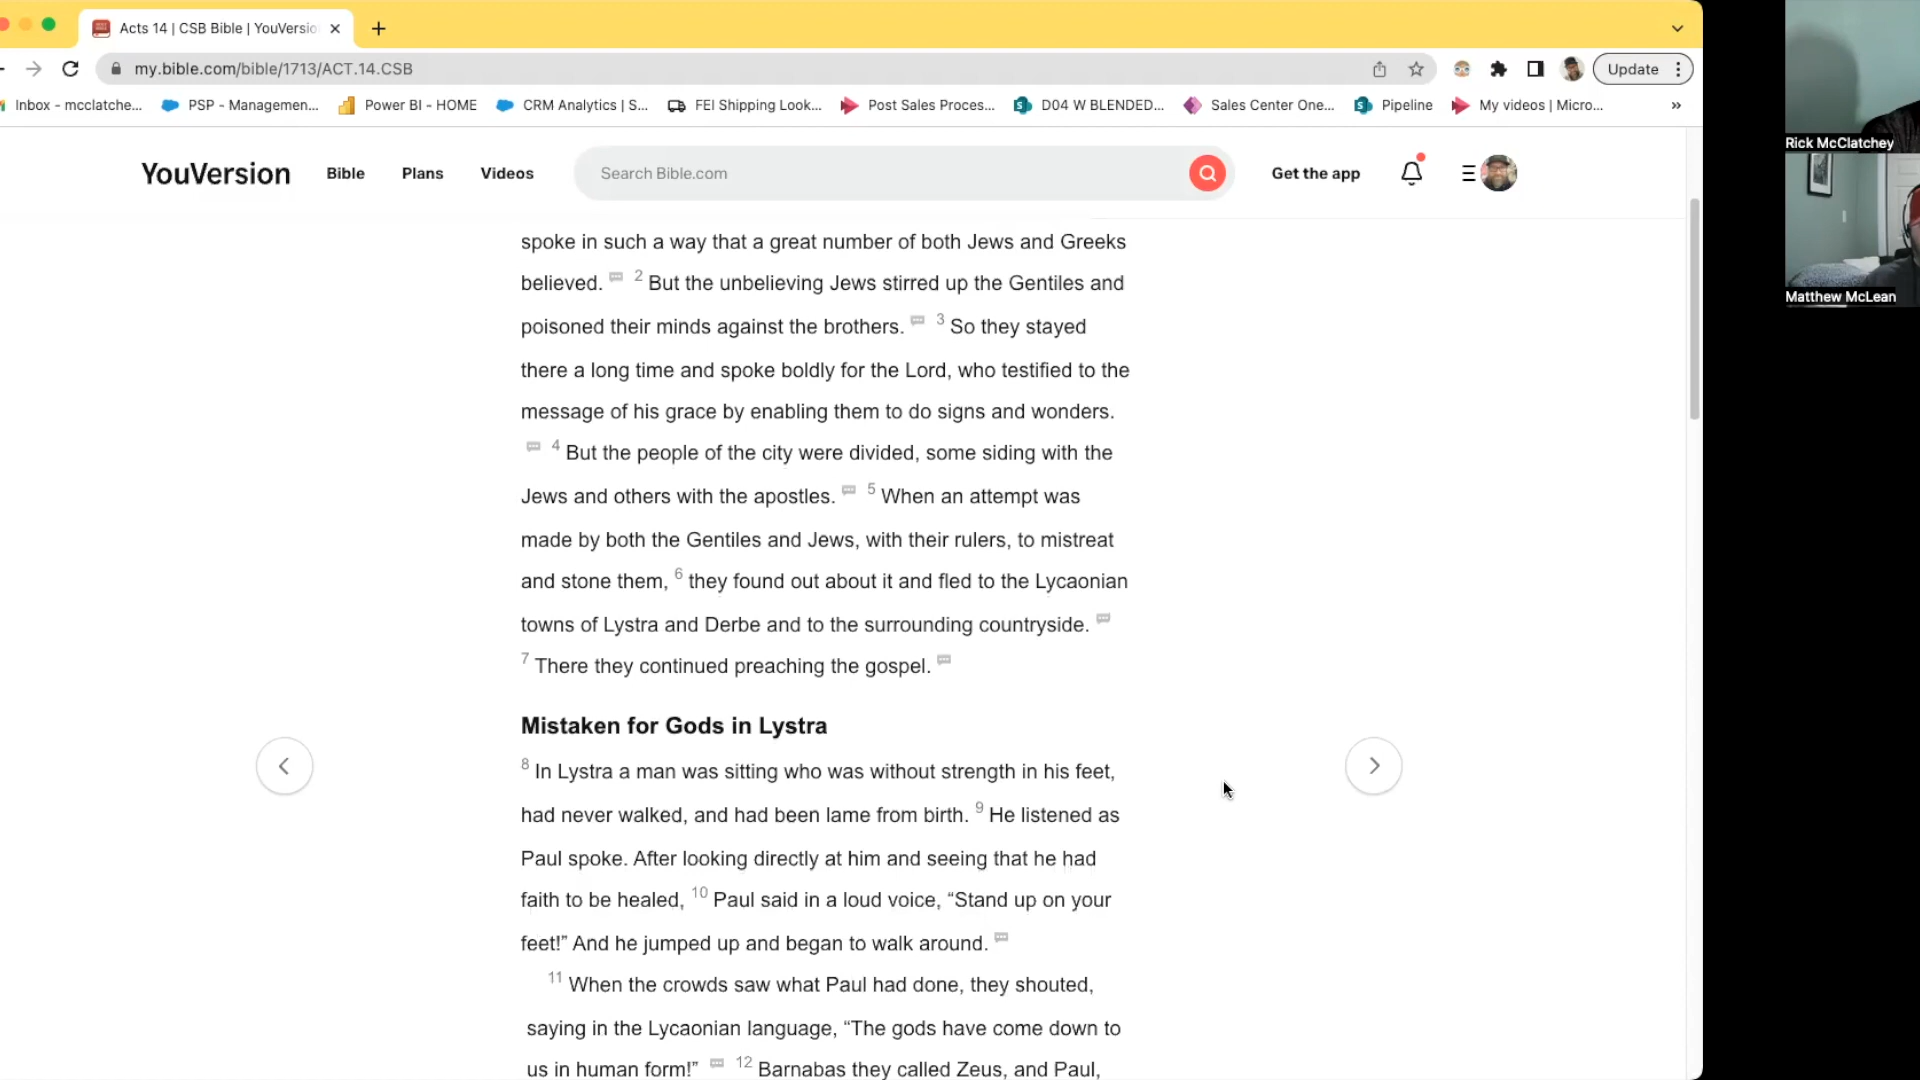 Acts 14 | CSB Bible | YouVersio
my.bible.com/bible/1713/ACT.14.CSB
Update
Inbox - mcclatche... PSP - Managemen... Power BI - HOME CRM Analytics | S... FEI Shipping Look... Post Sales Proces... D04 W BLENDED... Sales Center One... Pipeline My videos | Micro... »
YouVersion Bible Plans Videos Search Bible.com Get the app
Rick McClatchey
Matthew McLean
spoke in such a way that a great number of both Jews and Greeks
believed. 2 But the unbelieving Jews stirred up the Gentiles and
poisoned their minds against the brothers. 3 So they stayed
there a long time and spoke boldly for the Lord, who testified to the
message of his grace by enabling them to do signs and wonders.
4 But the people of the city were divided, some siding with the
Jews and others with the apostles. 5 When an attempt was
made by both the Gentiles and Jews, with their rulers, to mistreat
and stone them, 6 they found out about it and fled to the Lycaonian
towns of Lystra and Derbe and to the surrounding countryside.
7 There they continued preaching the gospel.
Mistaken for Gods in Lystra
8 In Lystra a man was sitting who was without strength in his feet,
had never walked, and had been lame from birth. 9 He listened as
Paul spoke. After looking directly at him and seeing that he had
faith to be healed, 10 Paul said in a loud voice, “Stand up on your
feet!” And he jumped up and began to walk around.
11 When the crowds saw what Paul had done, they shouted,
saying in the Lycaonian language, “The gods have come down to
us in human form!” 12 Barnabas they called Zeus, and Paul,